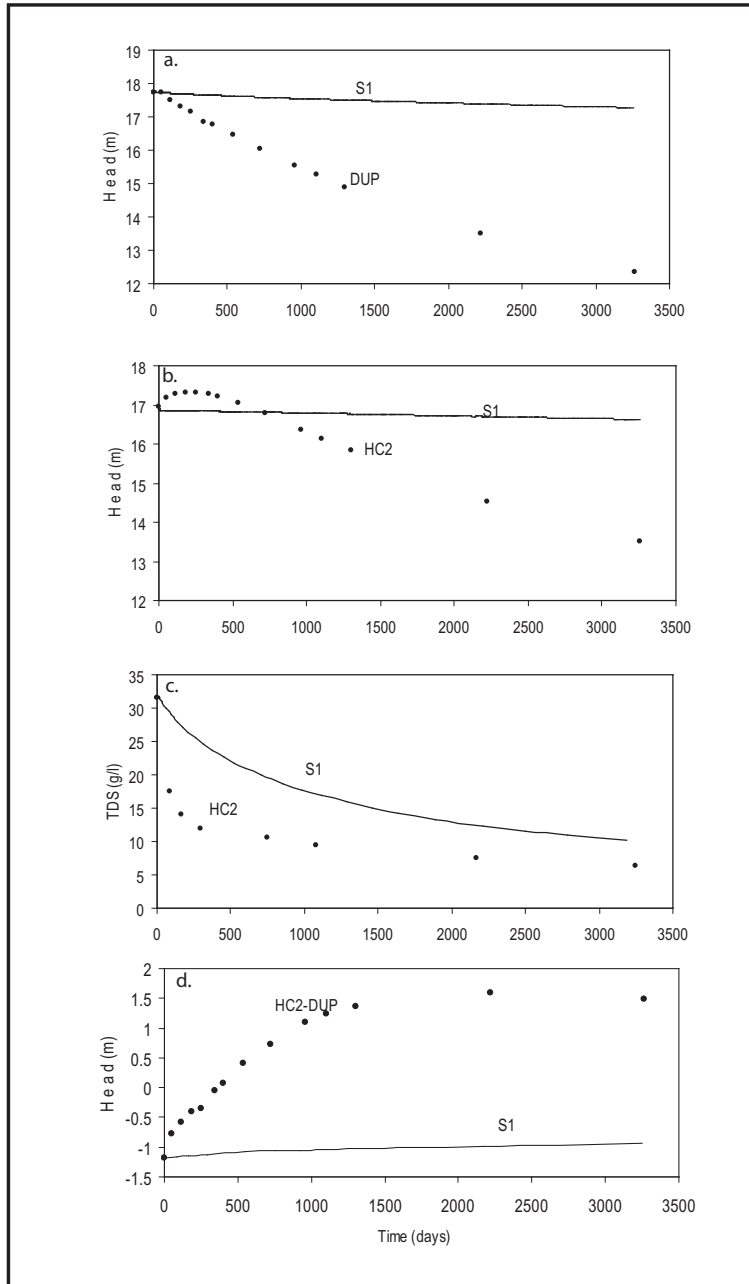 a.
Head (m)
19
18
17
16
15
14
13
12
S1
DUP
0 500 1000 1500 2000 2500 3000 3500
b.
Head (m)
18
17
16
15
14
13
12
S1
HC2
0 500 1000 1500 2000 2500 3000 3500
c.
TDS (g/l)
35
30
25
20
15
10
5
0
S1
HC2
0 500 1000 1500 2000 2500 3000 3500
d.
Head (m)
2
1.5
1
0.5
0
-0.5
-1
-1.5
HC2-DUP
S1
0 500 1000 1500 2000 2500 3000 3500
Time (days)